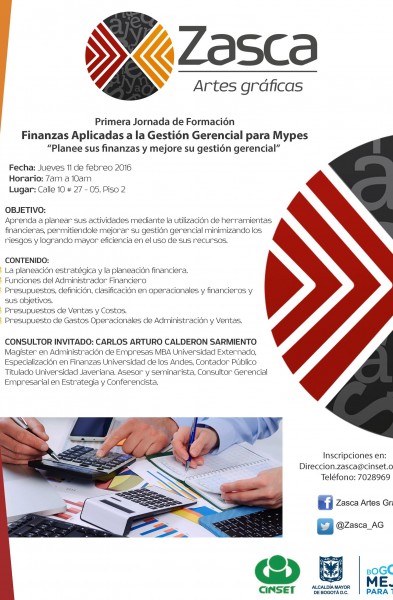 Zasca
Artes gráficas
Primera Jornada de Formación
Finanzas Aplicadas a la Gestión Gerencial para Mypes
“Planee sus finanzas y mejore su gestión gerencial”
Fecha: Jueves 11 de febreo 2016
Horario: 7am a 10am
Lugar: Calle 10 # 27 - 05. Piso 2
OBJETIVO:
Aprenda a planear sus actividades mediante la utilización de herramientas
financieras, permitiendole mejorar su gestión gerencial minimizando los
riesgos y logrando mayor eficiencia en el uso de sus recursos.
CONTENIDO:
La planeación estratégica y la planeación financiera.
Funciones del Administrador Financiero
Presupuestos, definición, clasificación en operacionales y financieros y
sus objetivos.
Presupuestos de Ventas y Costos.
Presupuesto de Gastos Operacionales de Administración y Ventas.
CONSULTOR INVITADO: CARLOS ARTURO CALDERON SARMIENTO
Magister en Administración de Empresas MBA Universidad Externado,
Especialización en Finanzas Universidad de los Andes, Contador Público
Titulado Universidad Javeriana. Asesor y seminarista, Consultor Gerencial
Empresarial en Estrategia y Conferencista.
Inscripciones en:
Direccion.zasca@cinset.o
Teléfono: 7028969
Zasca Artes Gra
@Zasca_AG
CINSET
ALCALDÍA MAYOR
DE BOGOTÁ D.C.
BOGO
MEJ
PARA T